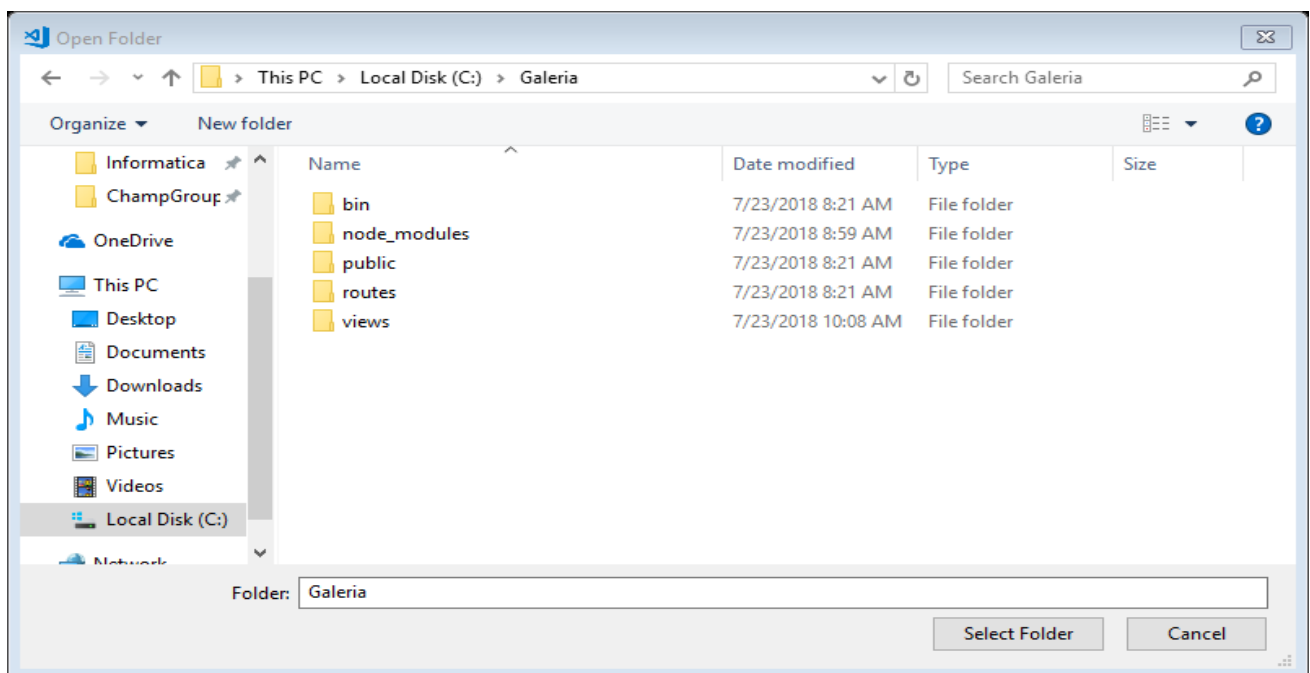 Open Folder
This PC > Local Disk (C:) > Galeria
Search Galeria
Organize
New folder
Informatica
ChampGroup
OneDrive
This PC
Desktop
Documents
Downloads
Music
Pictures
Videos
Local Disk (C:)
Network
Name Date modified Type Size
bin 7/23/2018 8:21 AM File folder
node_modules 7/23/2018 8:59 AM File folder
public 7/23/2018 8:21 AM File folder
routes 7/23/2018 8:21 AM File folder
views 7/23/2018 10:08 AM File folder
Folder: Galeria
Select Folder Cancel